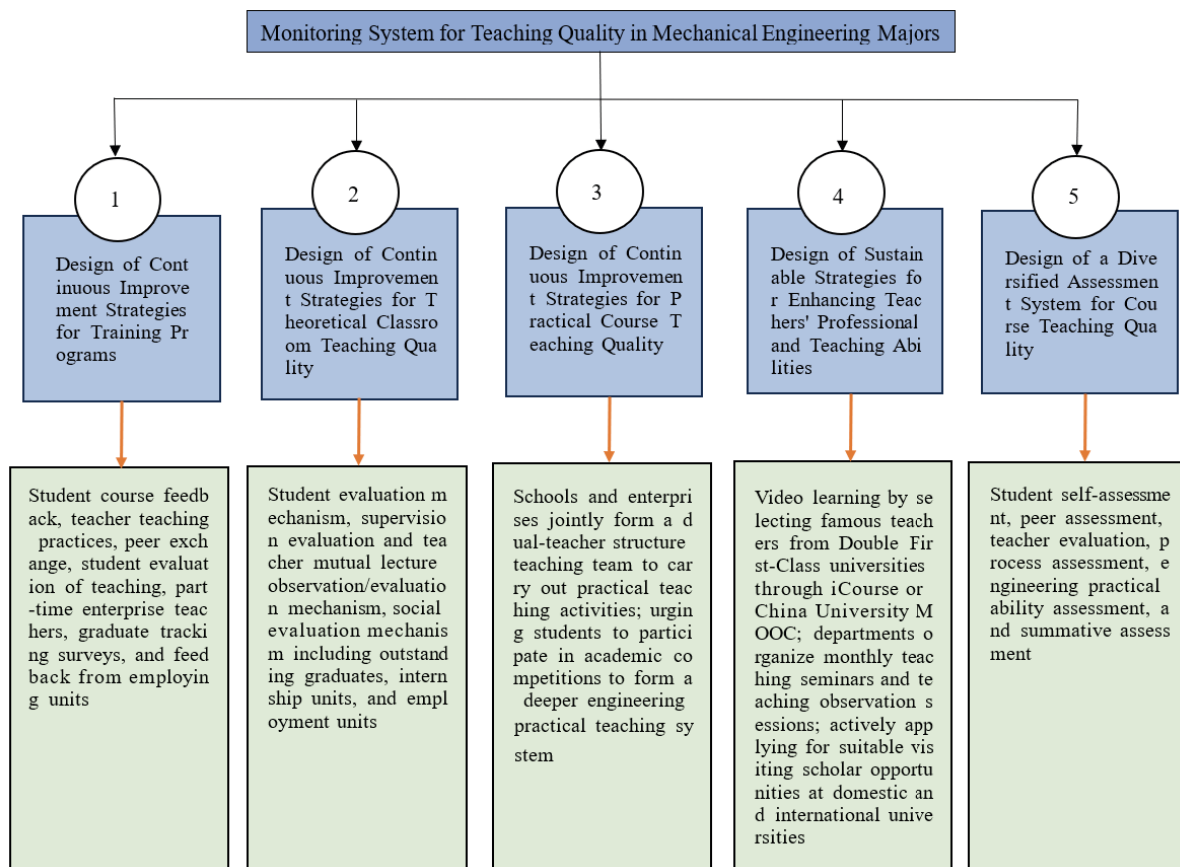 Monitoring System for Teaching Quality in Mechanical Engineering Majors
1
Design of Cont
inuous Improve
ment Strategies
for Training Pr
ograms
Student course feedb
ack, teacher teaching
practices, peer exch
ange, student evaluat
ion of teaching, part
-time enterprise teac
hers, graduate tracki
ng surveys, and feed
back from employin
g units
2
Design of Contin
uous Improvemen
t Strategies for T
heoretical Classro
om Teaching Qua
lity
Student evaluation m
echanism, supervisio
n evaluation and tea
cher mutual lecture
observation/evaluatio
n mechanism, social
evaluation mechanis
m including outstand
ing graduates, intern
ship units, and empl
oyment units
3
Design of Contin
uous Improvemen
t Strategies for P
ractical Course T
eaching Quality
Schools and enterpri
ses jointly form a d
ual-teacher structure
teaching team to car
ry out practical teac
hing activities; urgin
g students to partici
pate in academic co
mpetitions to form a
deeper engineering
practical teaching sy
stem
4
Design of Sustain
able Strategies fo
r Enhancing Teac
hers' Professional
and Teaching Abi
lities
Video learning by se
lecting famous teach
ers from Double Fir
st-Class universities
through iCourse or
China University M
OOC; departments o
rganize monthly teac
hing seminars and te
aching observation s
essions; actively app
lying for suitable vis
iting scholar opportu
nities at domestic an
d international unive
rsities
5
Design of a Dive
rsified Assessmen
t System for Cou
rse Teaching Qua
lity
Student self-assessme
nt, peer assessment,
teacher evaluation, p
rocess assessment, e
ngineering practical
ability assessment, a
nd summative assess
ment